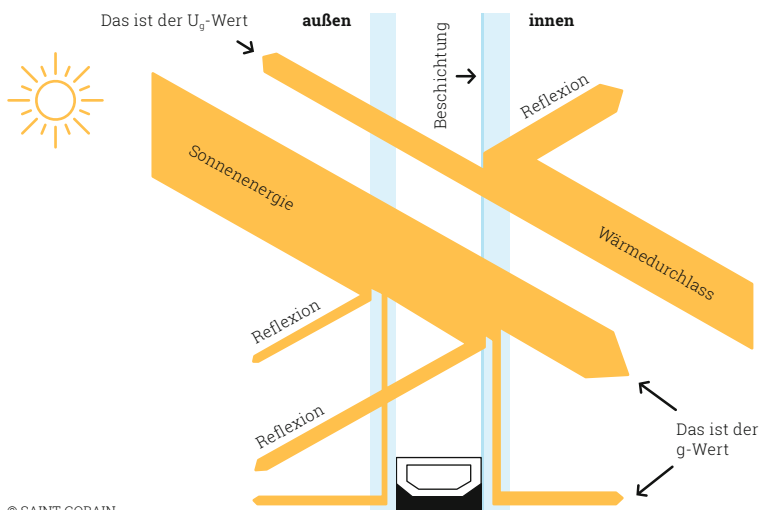 Das ist der Ug-Wert
außen
innen
Beschichtung
Reflexion
Sonnenenergie
Wärmedurchlass
Reflexion
Reflexion
Das ist der
g-Wert
© SAINT GOBAIN